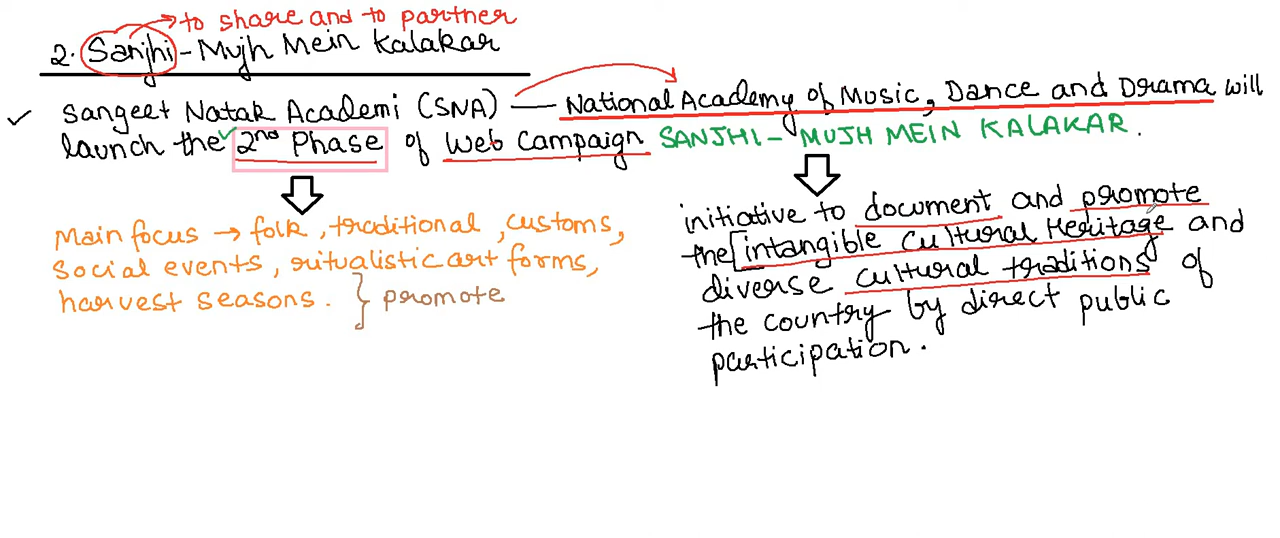 to share and to partner
2. Sanjhi - Mujh Mein Kalakar
Sangeet Natak Academi (SNA) — National Academy of Music, Dance and Drama will
launch the 2nd Phase of Web Campaign SANJHI - MUJH MEIN KALAKAR.
Main focus → folk, traditional, customs,
social events, ritualistic art forms,
harvest seasons. } promote
initiative to document and promote
the [intangible cultural Heritage and
diverse cultural traditions of
the country by direct public
participation.